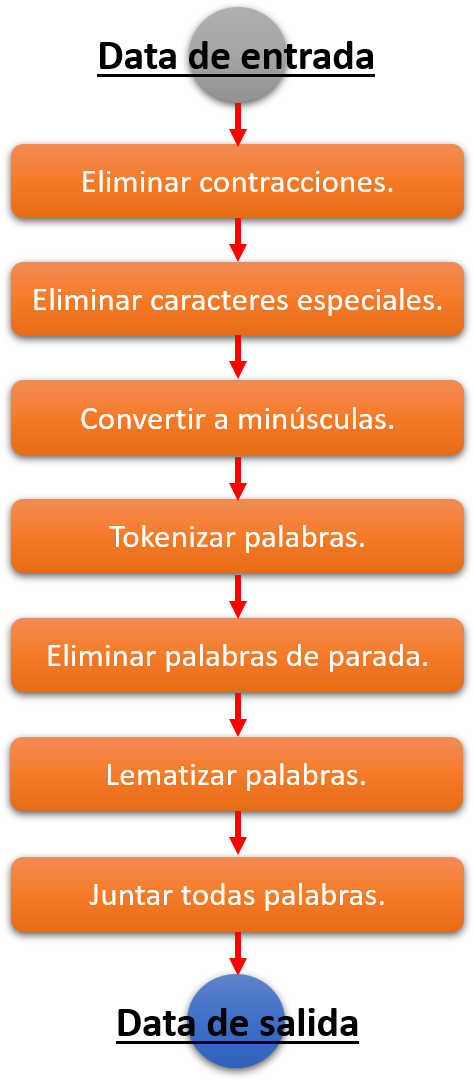 Data de entrada
Eliminar contracciones.
Eliminar caracteres especiales.
Convertir a minúsculas.
Tokenizar palabras.
Eliminar palabras de parada.
Lematizar palabras.
Juntar todas palabras.
Data de salida